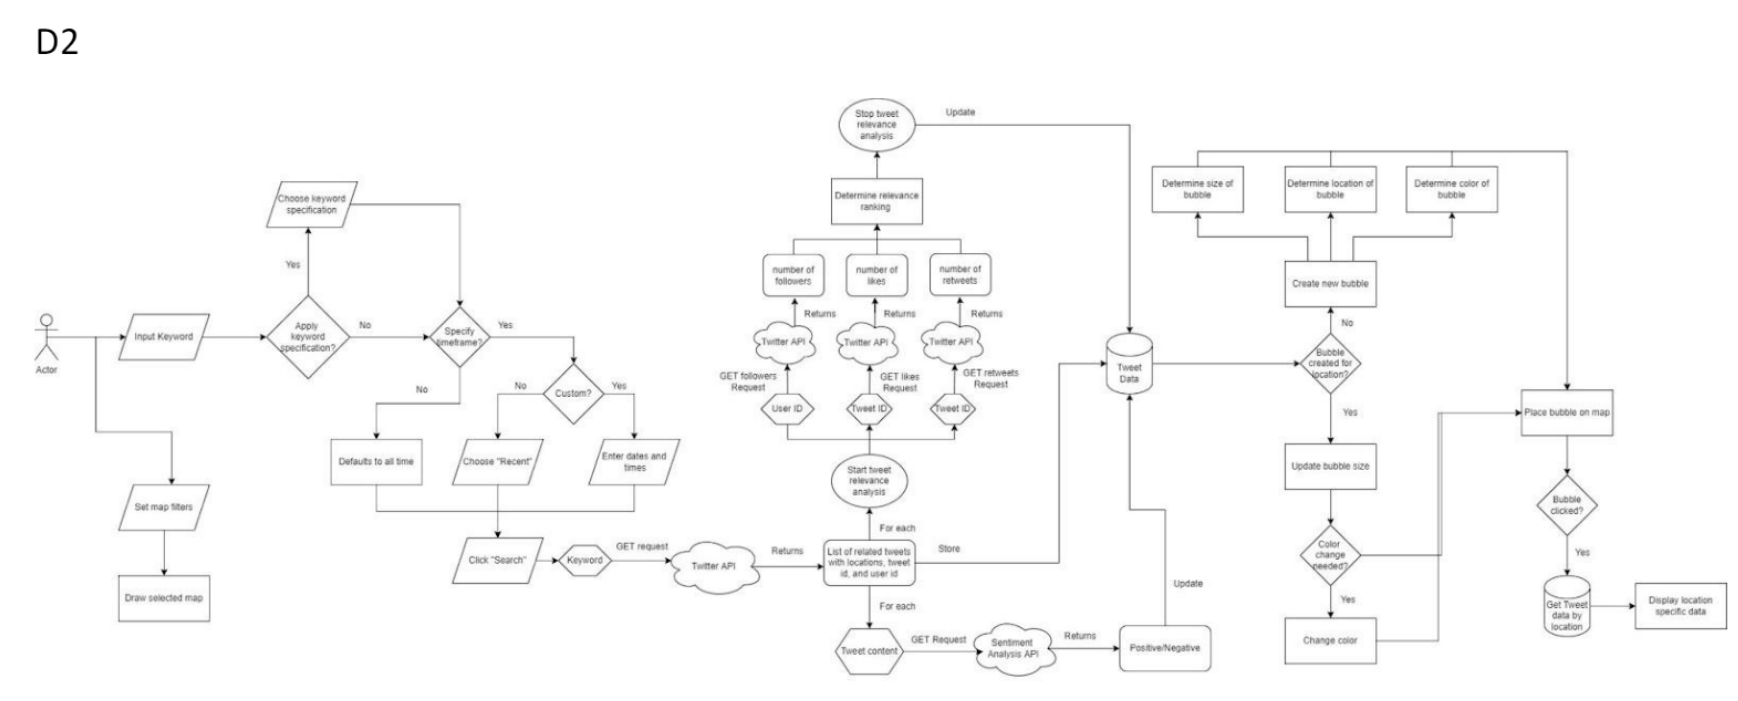 D2
Stop tweet
relevance
analysis
Update
Determine relevance
ranking
number of
followers
number of
likes
number of
retweets
Returns
Returns
Returns
Twitter API
Twitter API
Twitter API
GET followers
Request
GET likes
Request
GET retweets
Request
User ID
Tweet ID
Tweet ID
Start tweet
relevance
analysis
For each
Choose keyword
specification
Yes
Actor
Input Keyword
Apply
keyword
specification?
No
Specify
timeframe?
Yes
No
Custom?
No
Yes
Defaults to all time
Choose "Recent"
Enter dates and
times
Set map filters
Draw selected map
Click "Search"
Keyword
GET request
Twitter API
Returns
List of related tweets
with locations, tweet
id, and user id
Store
For each
Tweet content
GET Request
Sentiment
Analysis API
Returns
Positive/Negative
Update
Tweet
Data
Determine size of
bubble
Determine location of
bubble
Determine color of
bubble
Create new bubble
No
Bubble
created for
location?
Yes
Update bubble size
Color
change
needed?
Yes
Change color
Place bubble on map
Bubble
clicked?
Yes
Get Tweet
data by
location
Display location
specific data